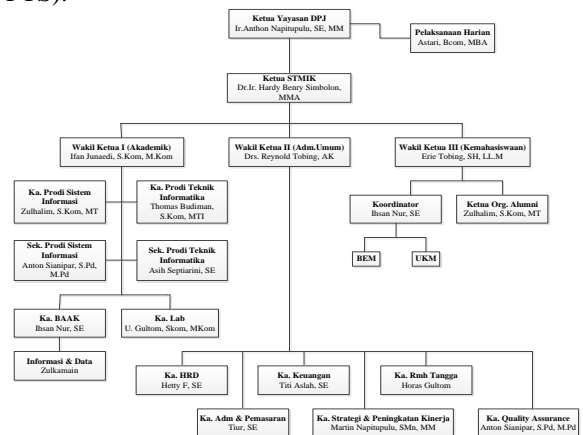 Ketua Yayasan DPJ
Ir.Anthon Napitupulu, SE, MM
Pelaksanaan Harian
Astari, Bcom, MBA
Ketua STMIK
Dr.Ir. Hardy Benry Simbolon,
MMA
Wakil Ketua I (Akademik)
Ifan Junaedi, S.Kom, M.Kom
Wakil Ketua II (Adm.Umum)
Drs. Reynold Tobing, AK
Wakil Ketua III (Kemahasiswaan)
Erie Tobing, SH, LL.M
Ka. Prodi Sistem
Informasi
Zulhalim, S.Kom, MT
Ka. Prodi Teknik
Informatika
Thomas Budiman,
S.Kom, MTI
Koordinator
Ihsan Nur, SE
Ketua Org. Alumni
Zulhalim, S.Kom, MT
Sek. Prodi Sistem
Informasi
Anton Sianipar, S.Pd,
M.Pd
Sek. Prodi Teknik
Informatika
Asih Septiarini, SE
BEM
UKM
Ka. BAAK
Ihsan Nur, SE
Ka. Lab
U. Gultom, Skom, MKom
Informasi & Data
Zulkarnain
Ka. HRD
Hetty F, SE
Ka. Keuangan
Titi Aslah, SE
Ka. Rmh Tangga
Horas Gultom
Ka. Adm & Pemasaran
Tiur, SE
Ka. Strategi & Peningkatan Kinerja
Martin Napitupulu, SMn, MM
Ka. Quality Assurance
Anton Sianipar, S.Pd, M.Pd